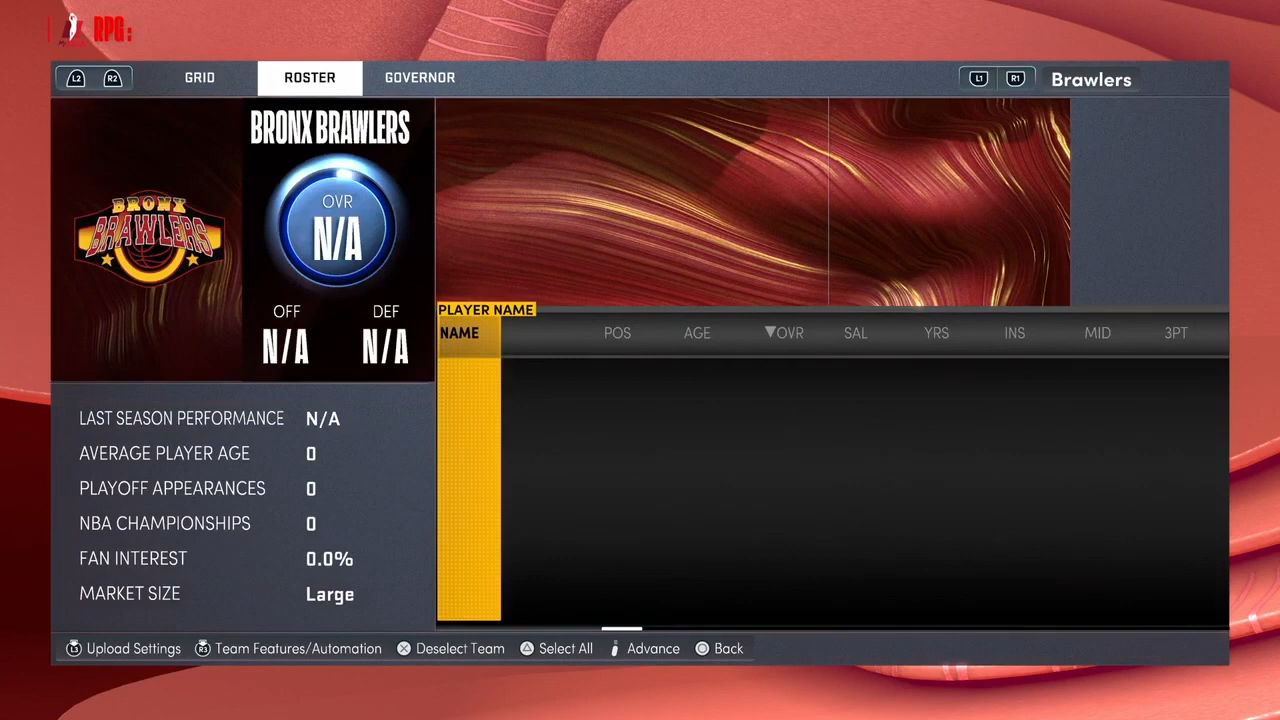 RPG:
L2 R2 GRID ROSTER GOVERNOR L1 R1 Brawlers
BRONX BRAWLERS
OVR
N/A
BRONX
BRAWLERS
OFF DEF
N/A N/A
PLAYER NAME
NAME POS AGE ▼OVR SAL YRS INS MID 3PT
LAST SEASON PERFORMANCE N/A
AVERAGE PLAYER AGE 0
PLAYOFF APPEARANCES 0
NBA CHAMPIONSHIPS 0
FAN INTEREST 0.0%
MARKET SIZE Large
L3 Upload Settings R3 Team Features/Automation Deselect Team Select All Advance Back